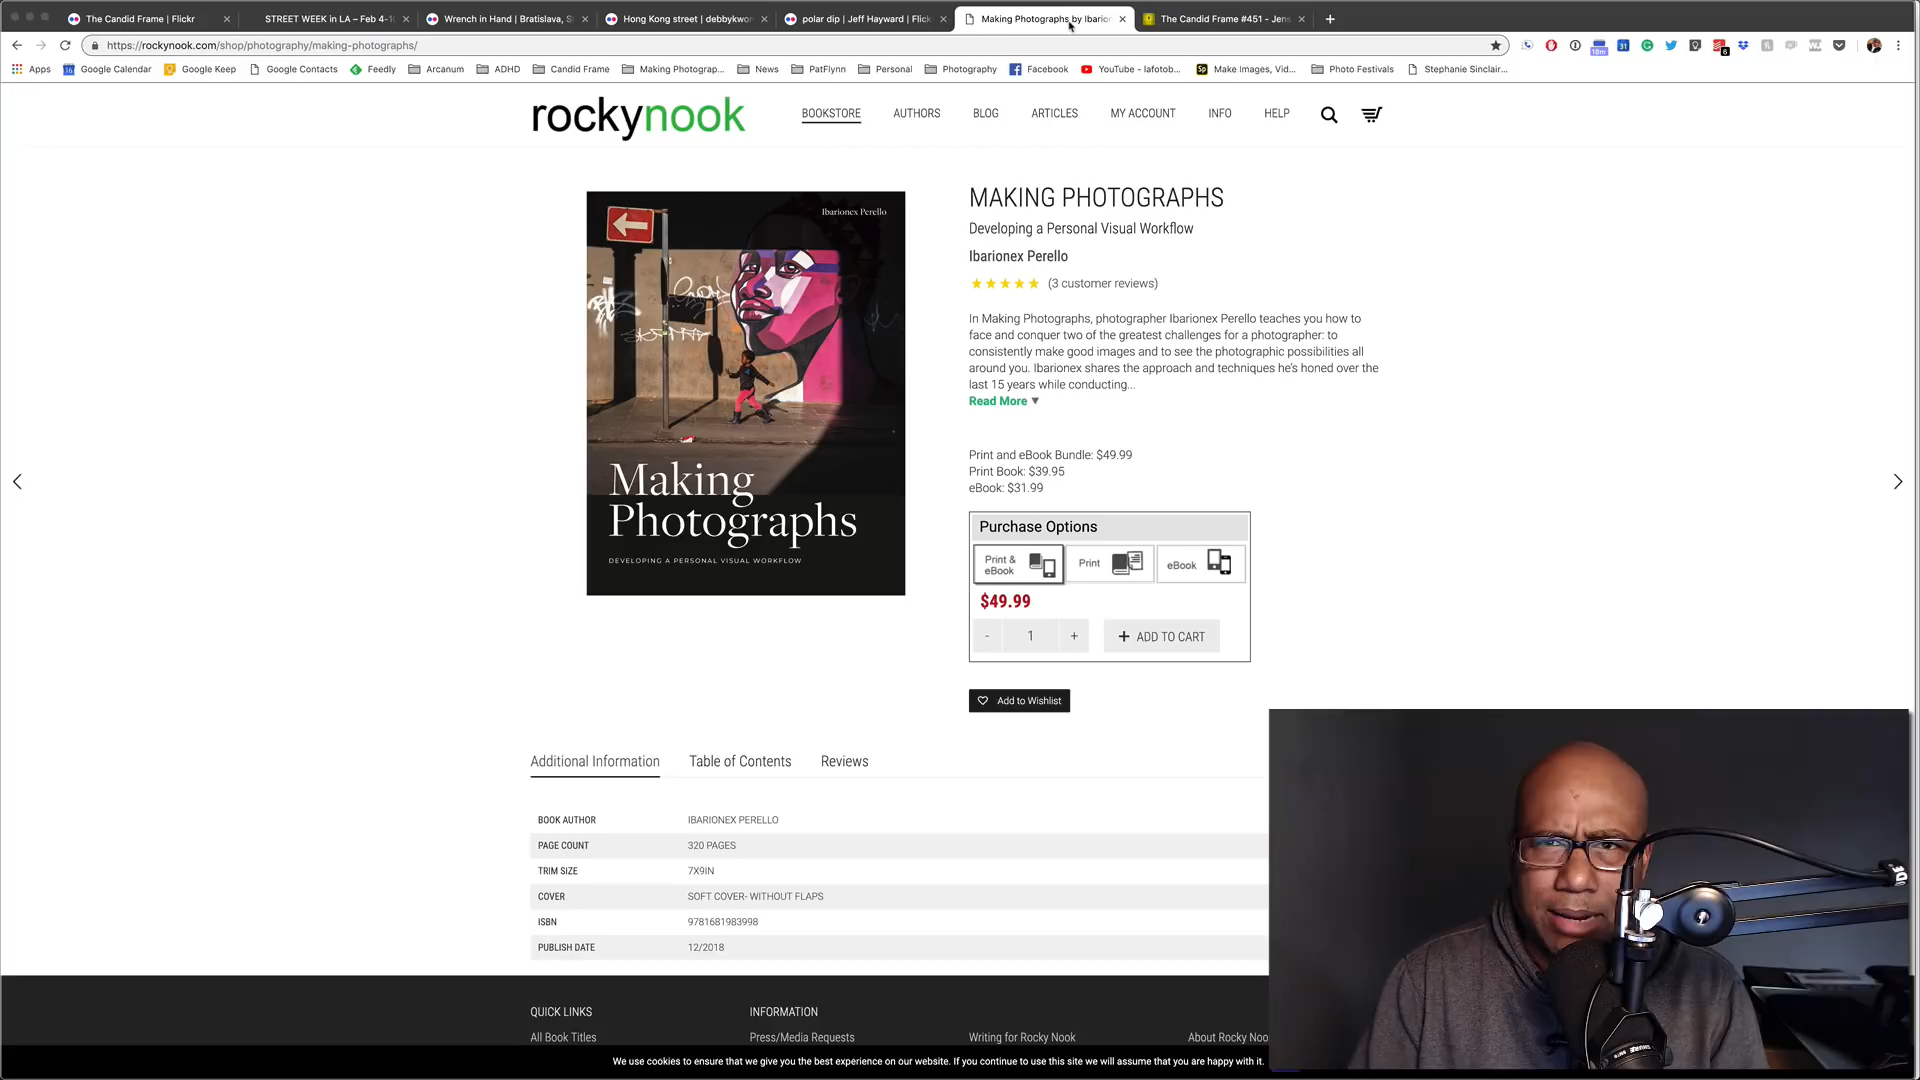 The Candid Frame | Flickr
STREET WEEK in LA – Feb 4-1
Wrench in Hand | Bratislava, S
Hong Kong street | debbykwon
polar dip | Jeff Hayward | Flick
Making Photographs by Ibarion
The Candid Frame #451 - Jens
https://rockynook.com/shop/photography/making-photographs/
Apps
Google Calendar
Google Keep
Google Contacts
Feedly
Arcanum
ADHD
Candid Frame
Making Photograp...
News
PatFlynn
Personal
Photography
Facebook
YouTube - lafotob...
Make Images, Vid...
Photo Festivals
Stephanie Sinclair...
rockynook
BOOKSTORE
AUTHORS
BLOG
ARTICLES
MY ACCOUNT
INFO
HELP
Ibarionex Perello
Making
Photographs
DEVELOPING A PERSONAL VISUAL WORKFLOW
MAKING PHOTOGRAPHS
Developing a Personal Visual Workflow
Ibarionex Perello
(3 customer reviews)
In Making Photographs, photographer Ibarionex Perello teaches you how to
face and conquer two of the greatest challenges for a photographer: to
consistently make good images and to see the photographic possibilities all
around you. Ibarionex shares the approach and techniques he's honed over the
last 15 years while conducting...
Read More ▼
Print and eBook Bundle: $49.99
Print Book: $39.95
eBook: $31.99
Purchase Options
Print &
eBook
Print
eBook
$49.99
- 1 +
+ ADD TO CART
Add to Wishlist
Additional Information
Table of Contents
Reviews
BOOK AUTHOR IBARIONEX PERELLO
PAGE COUNT 320 PAGES
TRIM SIZE 7X9IN
COVER SOFT COVER- WITHOUT FLAPS
ISBN 9781681983998
PUBLISH DATE 12/2018
QUICK LINKS
INFORMATION
All Book Titles
Press/Media Requests
Writing for Rocky Nook
About Rocky Noo
We use cookies to ensure that we give you the best experience on our website. If you continue to use this site we will assume that you are happy with it.